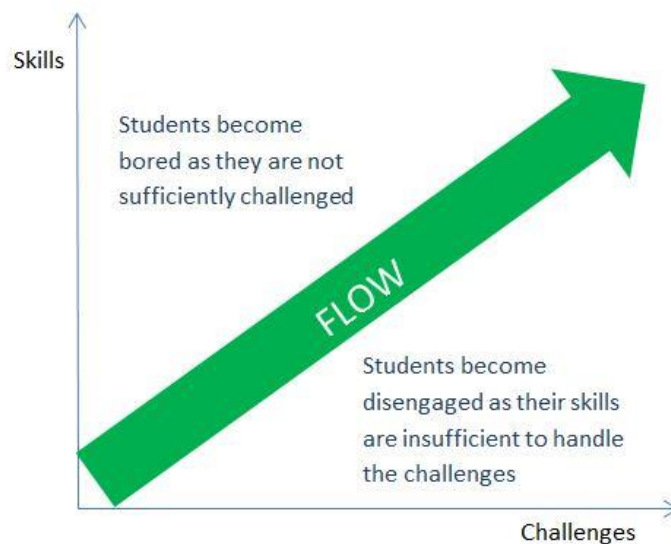 Skills
Students become
bored as they are not
sufficiently challenged
FLOW
Students become
disengaged as their skills
are insufficient to handle
the challenges
Challenges